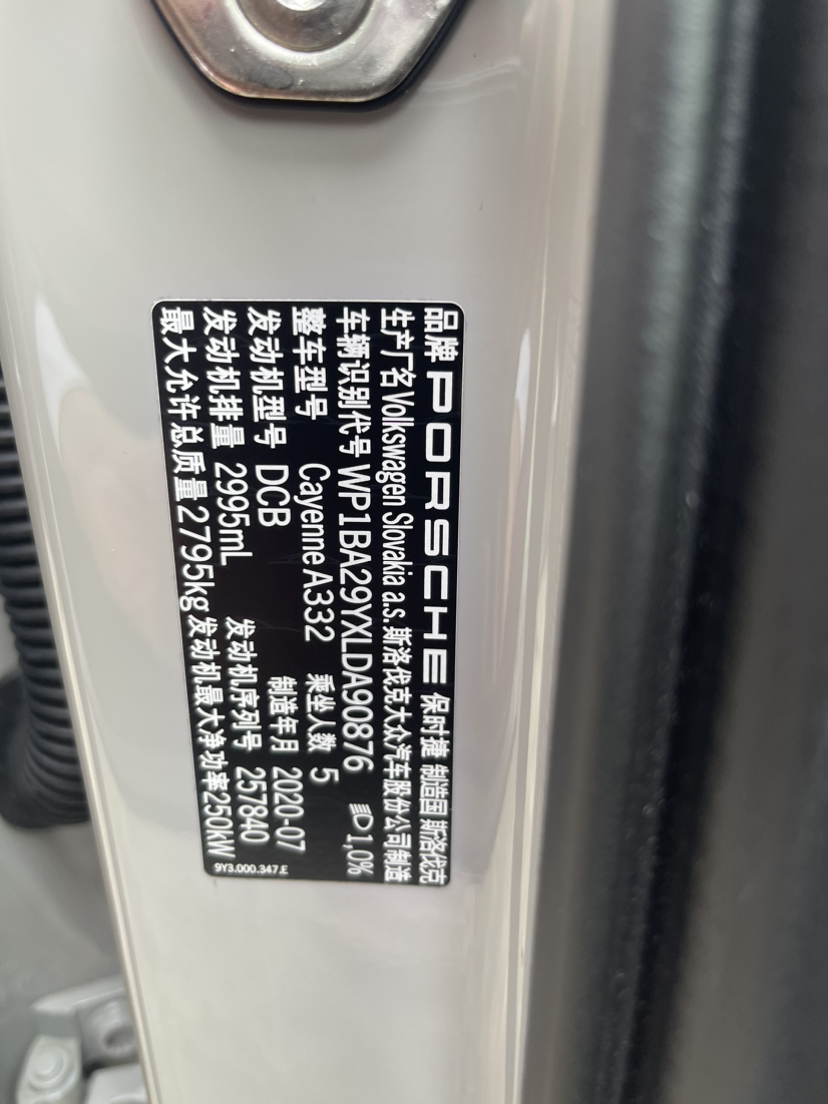 品牌 PORSCHE 保时捷 制造国 斯洛伐克
生产厂名 Volkswagen Slovakia a.s. 斯洛伐克大众汽车股份公司制造
车辆识别代号 WP1BA29YXLDA90876 1,0%
整车型号 Cayenne A332 乘坐人数 5
发动机型号 DCB 制造年月 2020-07
发动机排量 2995mL 发动机序列号 257840
最大允许总质量 2795kg 发动机最大净功率 250kW
9Y3.000.347.E